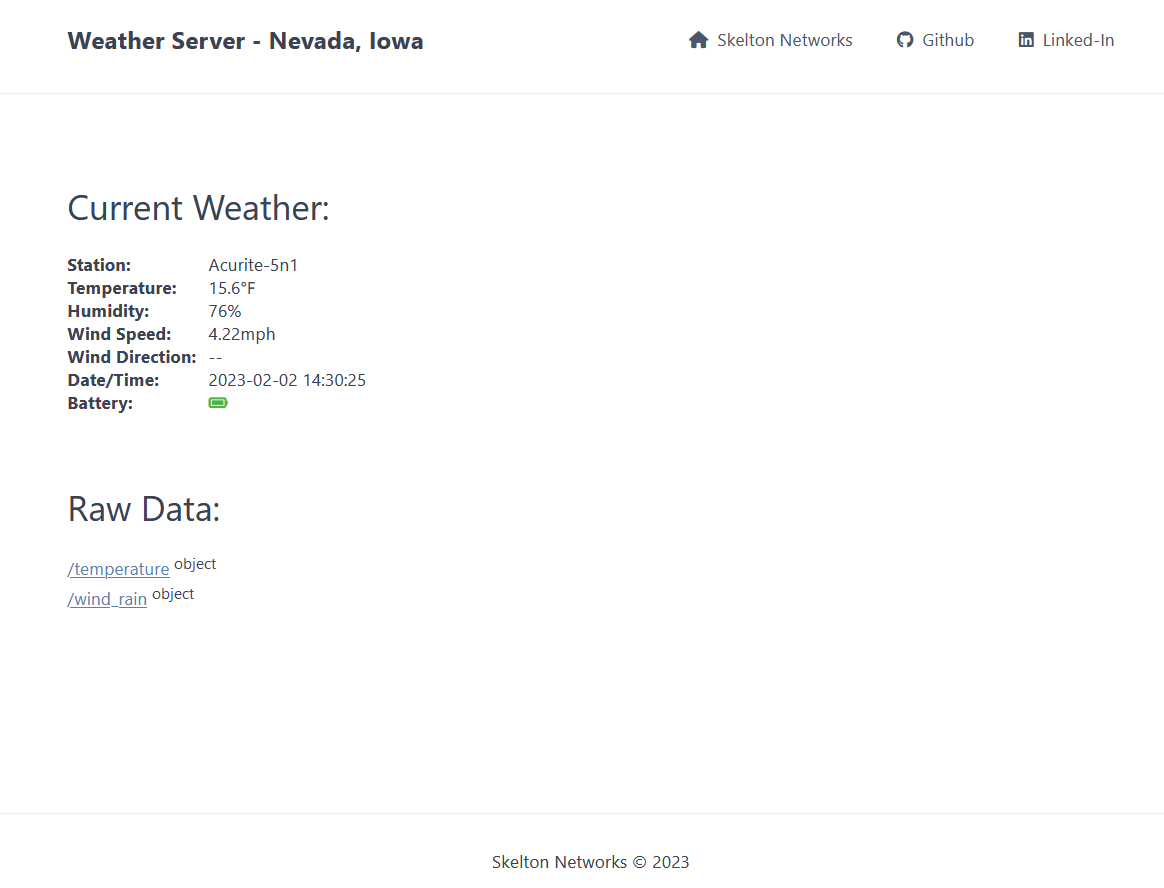 Weather Server - Nevada, Iowa Skelton Networks Github Linked-In
Current Weather:
Station: Acurite-5n1
Temperature: 15.6°F
Humidity: 76%
Wind Speed: 4.22mph
Wind Direction: --
Date/Time: 2023-02-02 14:30:25
Battery:
Raw Data:
/temperature object
/wind_rain object
Skelton Networks © 2023